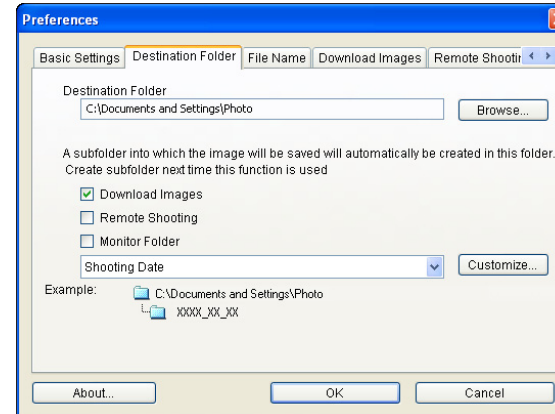 Preferences
Basic Settings Destination Folder File Name Download Images Remote
Destination Folder
C:\Documents and Settings\Photo Browse...
A subfolder into which the image will be saved will automatically be created in this folder.
Create subfolder next time this function is used
Download Images
Remote Shooting
Monitor Folder
Shooting Date Customize...
Example: C:\Documents and Settings\Photo
XXXX_XX_XX
About... OK Cancel